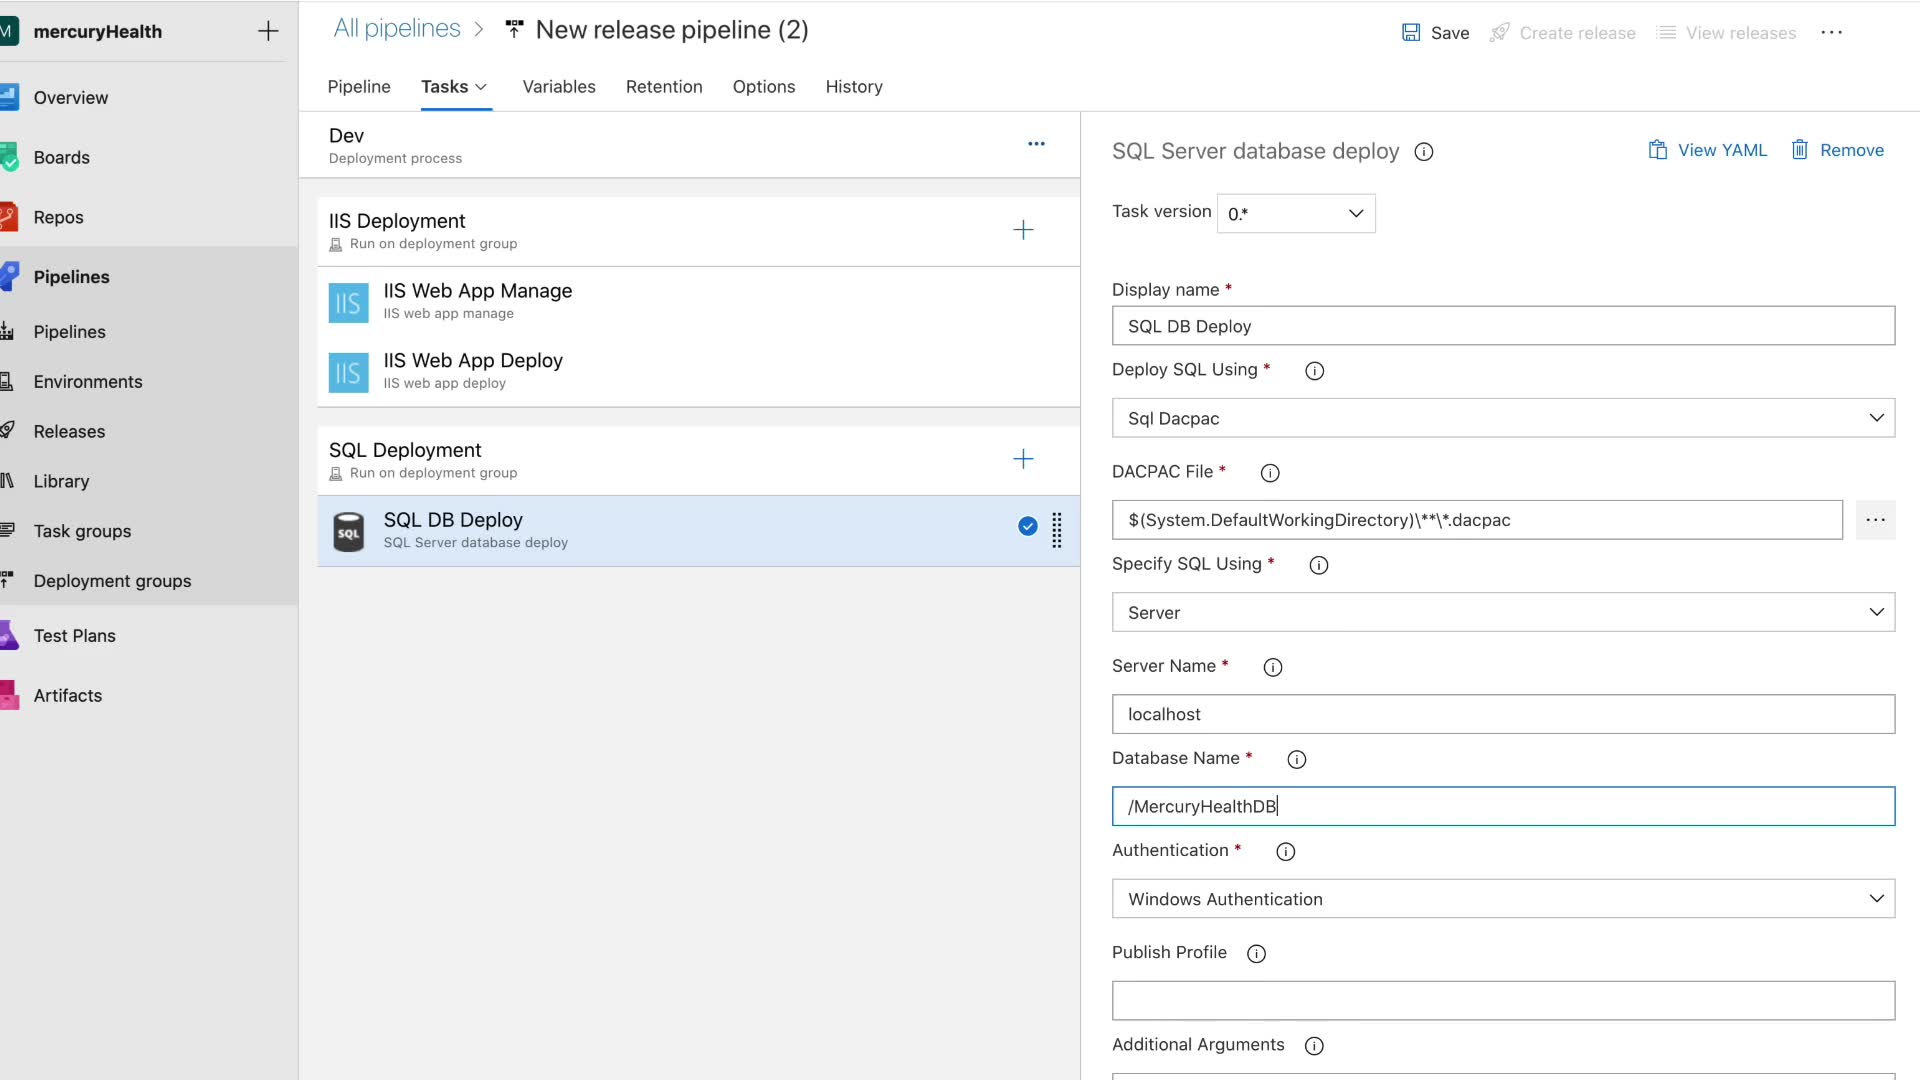 M mercuryHealth
Overview
Boards
Repos
Pipelines
Pipelines
Environments
Releases
Library
Task groups
Deployment groups
Test Plans
Artifacts
All pipelines > New release pipeline (2)
Save Create release View releases ...
Pipeline Tasks Variables Retention Options History
Dev
Deployment process
IIS Deployment
Run on deployment group
IIS IIS Web App Manage
IIS web app manage
IIS IIS Web App Deploy
IIS web app deploy
SQL Deployment
Run on deployment group
SQL SQL DB Deploy
SQL Server database deploy
SQL Server database deploy View YAML Remove
Task version 0.*
Display name *
SQL DB Deploy
Deploy SQL Using *
Sql Dacpac
DACPAC File *
$(System.DefaultWorkingDirectory)\**\*.dacpac ...
Specify SQL Using *
Server
Server Name *
localhost
Database Name *
/MercuryHealthDB
Authentication *
Windows Authentication
Publish Profile
Additional Arguments